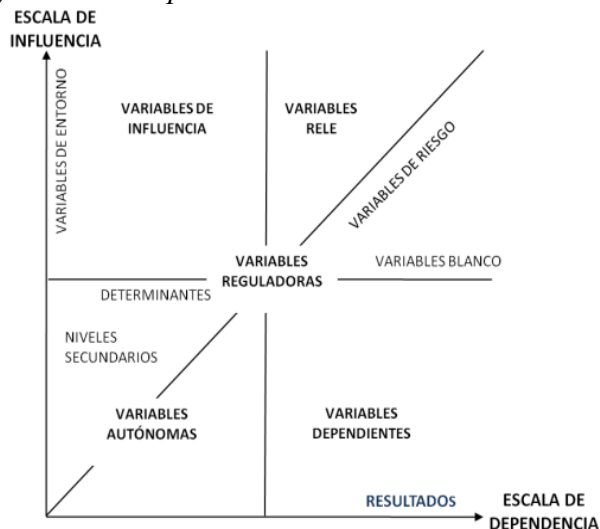 ESCALA DE
INFLUENCIA
VARIABLES DE ENTORNO
VARIABLES DE
INFLUENCIA
VARIABLES
RELE
VARIABLES DE RIESGO
VARIABLES
REGULADORAS
VARIABLES BLANCO
DETERMINANTES
NIVELES
SECUNDARIOS
VARIABLES
AUTÓNOMAS
VARIABLES
DEPENDIENTES
RESULTADOS
ESCALA DE
DEPENDENCIA